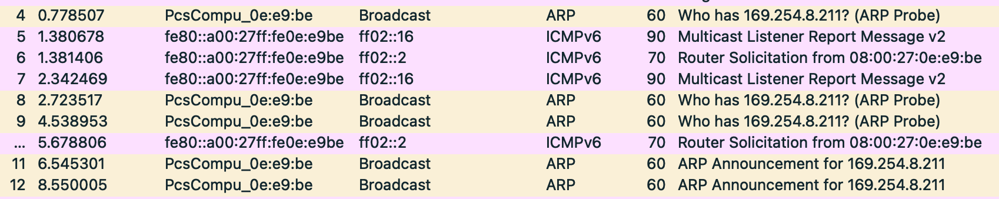 4 0.778507 PcsCompu_0e:e9:be Broadcast ARP 60 Who has 169.254.8.211? (ARP Probe)
5 1.380678 fe80::a00:27ff:fe0e:e9be ff02::16 ICMPv6 90 Multicast Listener Report Message v2
6 1.381406 fe80::a00:27ff:fe0e:e9be ff02::2 ICMPv6 70 Router Solicitation from 08:00:27:0e:e9:be
7 2.342469 fe80::a00:27ff:fe0e:e9be ff02::16 ICMPv6 90 Multicast Listener Report Message v2
8 2.723517 PcsCompu_0e:e9:be Broadcast ARP 60 Who has 169.254.8.211? (ARP Probe)
9 4.538953 PcsCompu_0e:e9:be Broadcast ARP 60 Who has 169.254.8.211? (ARP Probe)
... 5.678806 fe80::a00:27ff:fe0e:e9be ff02::2 ICMPv6 70 Router Solicitation from 08:00:27:0e:e9:be
11 6.545301 PcsCompu_0e:e9:be Broadcast ARP 60 ARP Announcement for 169.254.8.211
12 8.550005 PcsCompu_0e:e9:be Broadcast ARP 60 ARP Announcement for 169.254.8.211